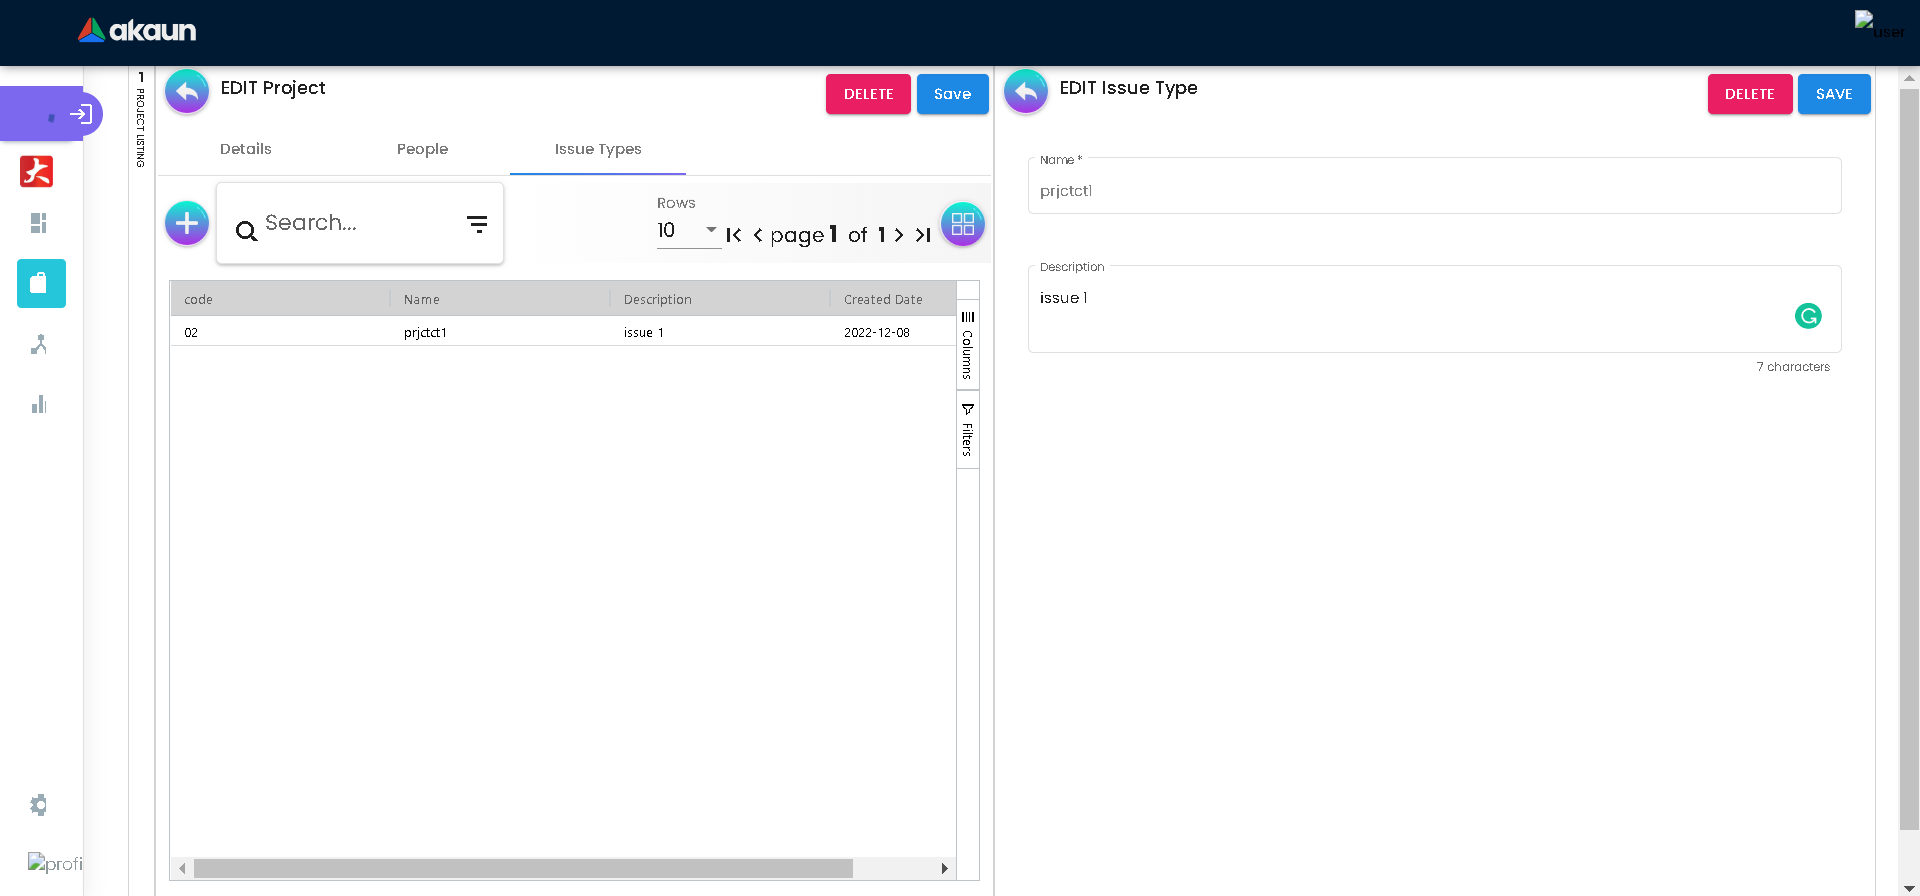 akaun
user
1 PROJECT LISTING
EDIT Project
DELETE
Save
Details
People
Issue Types
Search...
Rows
10
page 1 of 1
code
Name
Description
Created Date
02
prjctct1
issue 1
2022-12-08
Columns
Filters
EDIT Issue Type
DELETE
SAVE
Name *
prjctct1
Description
issue 1
7 characters
profi